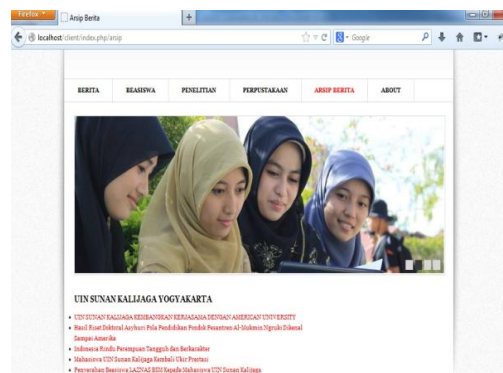 Firefox
Arsip Berita
localhost/client/index.php/arsip
Google
BERITA BEASISWA PENELITIAN PERPUSTAKAAN ARSIP BERITA ABOUT
UIN SUNAN KALIJAGA YOGYAKARTA
UIN SUNAN KALIJAGA KEMBANGKAN KERJASAMA DENGAN AMERICAN UNIVERSITY
Hasil Riset Doktoral Asyhuri Pola Pendidikan Pondok Pesantren Al-Mukmin Ngruki Dikenal
Sampai Amerika
Indonesia Rindu Perempuan Tangguh dan Berkarakter
Mahasiswa UIN Sunan Kalijaga Kembali Ukir Prestasi
Penyerahan Beasiswa LAZNAS BSM Kepada Mahasiswa UIN Sunan Kalijaga